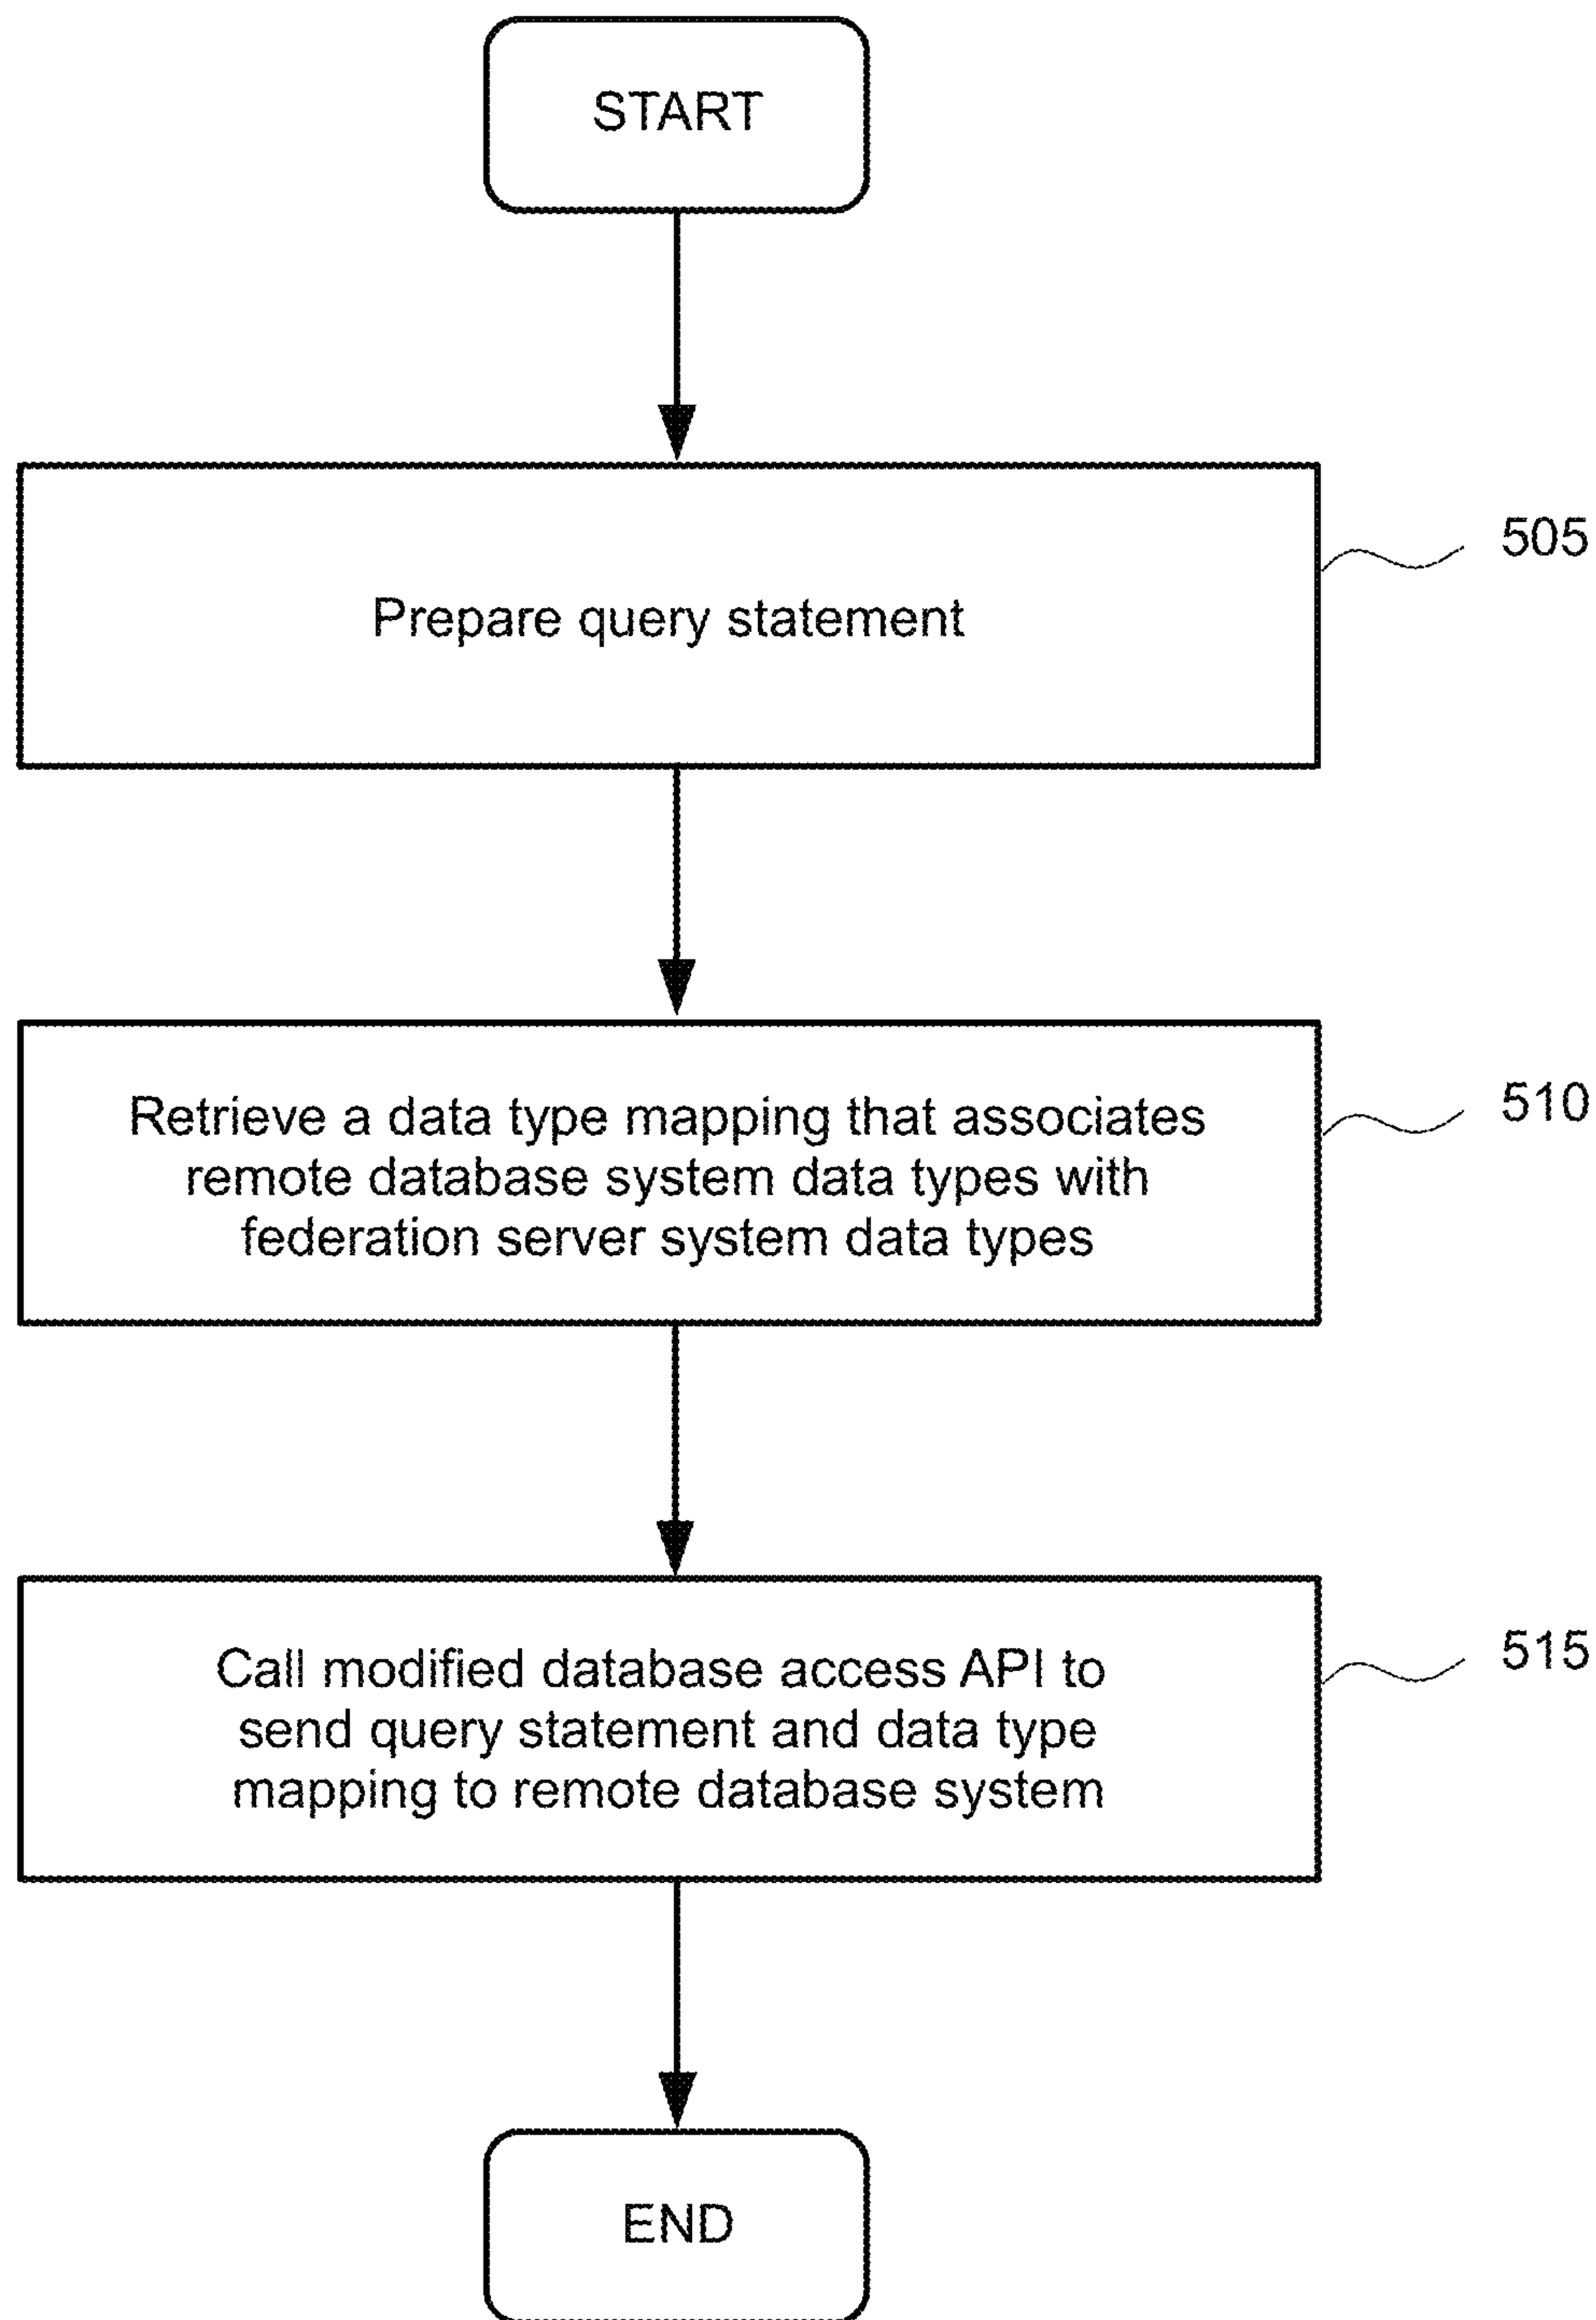 START
Prepare query statement
505
Retrieve a data type mapping that associates
remote database system data types with
federation server system data types
510
Call modified database access API to
send query statement and data type
mapping to remote database system
515
END